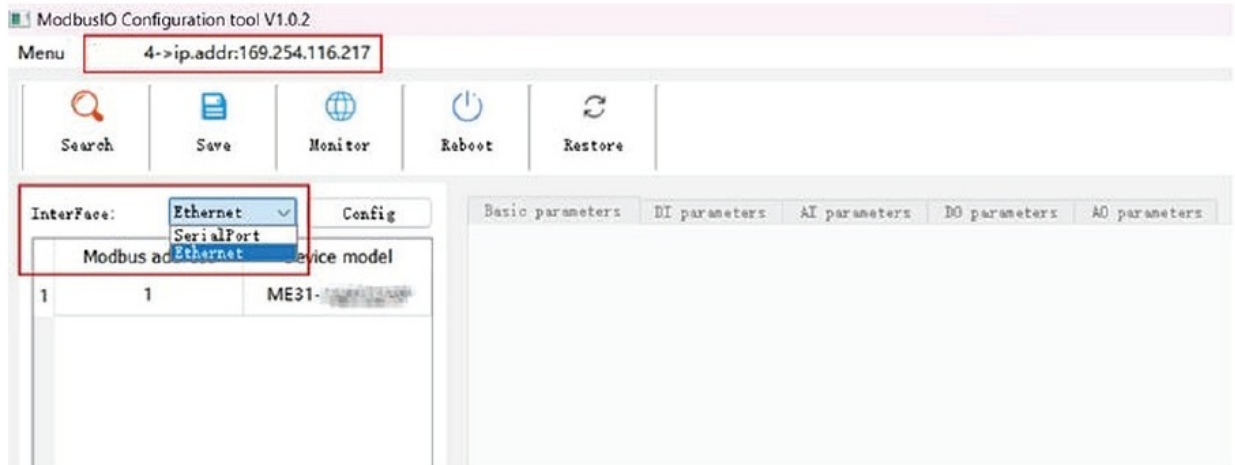 ModbusIO Configuration tool V1.0.2
Menu 4->ip.addr:169.254.116.217
Search Save Monitor Reboot Restore
InterFace: Ethernet Config Basic parameters DI parameters AI parameters DO parameters AO parameters
SerialPort
Ethernet
Modbus device model
1 1 ME31-